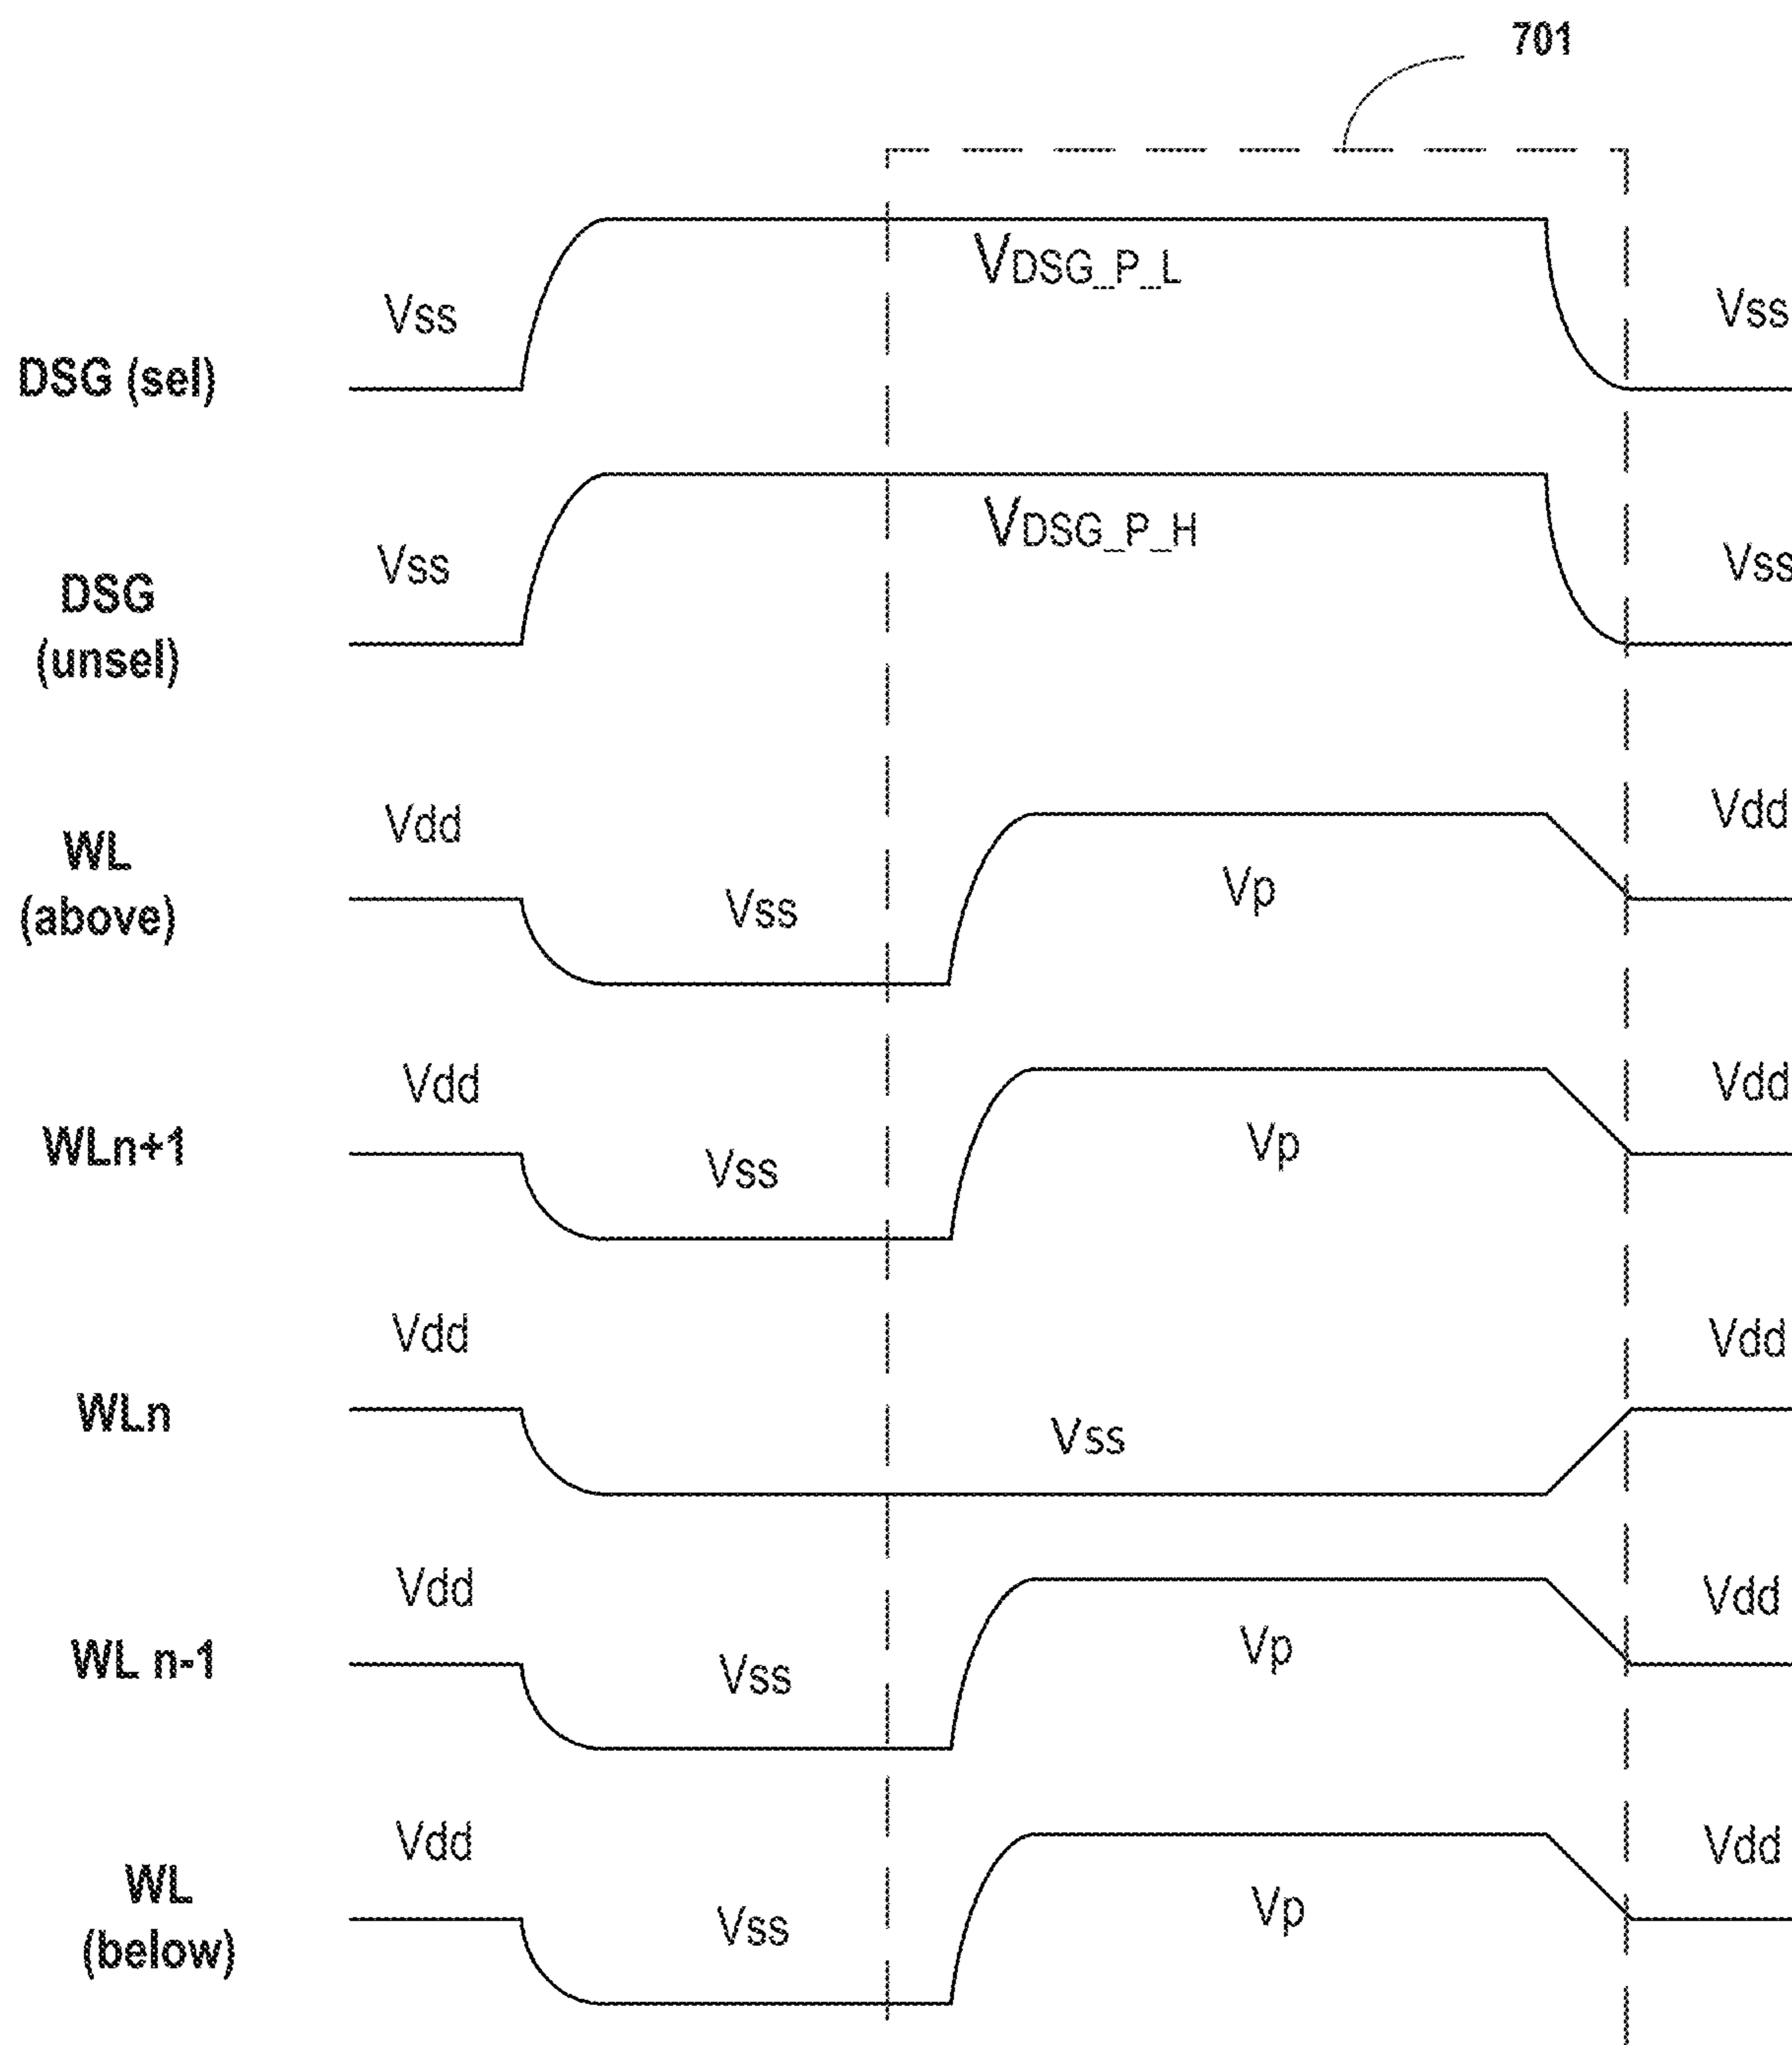 701
VDSG_P_L
Vss
Vss
DSG (sel)
VDSG_P_H
Vss
Vss
DSG
(unsel)
Vdd
Vdd
WL
(above)
Vss
Vp
Vdd
Vdd
WLn+1
Vss
Vp
Vdd
Vdd
WLn
Vss
Vdd
Vdd
WL n-1
Vss
Vp
Vdd
Vdd
WL
(below)
Vss
Vp